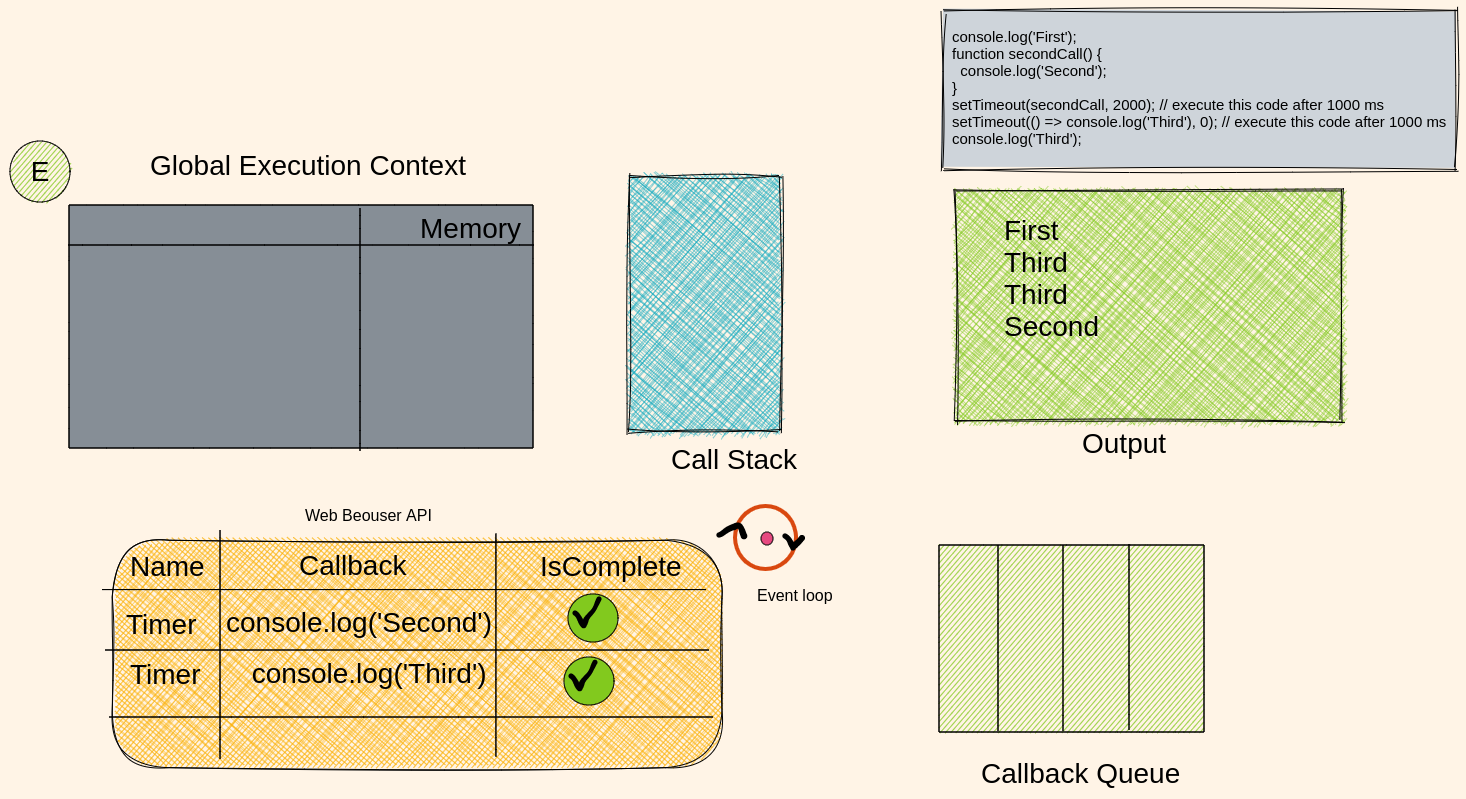 console.log('First');
function secondCall() {
  console.log('Second');
}
setTimeout(secondCall, 2000); // execute this code after 1000 ms
setTimeout(() => console.log('Third'), 0); // execute this code after 1000 ms
console.log('Third');
E
Global Execution Context
Memory
First
Third
Third
Second
Call Stack
Output
Web Beouser API
Name Callback IsComplete
Timer console.log('Second')
Timer console.log('Third')
Event loop
Callback Queue